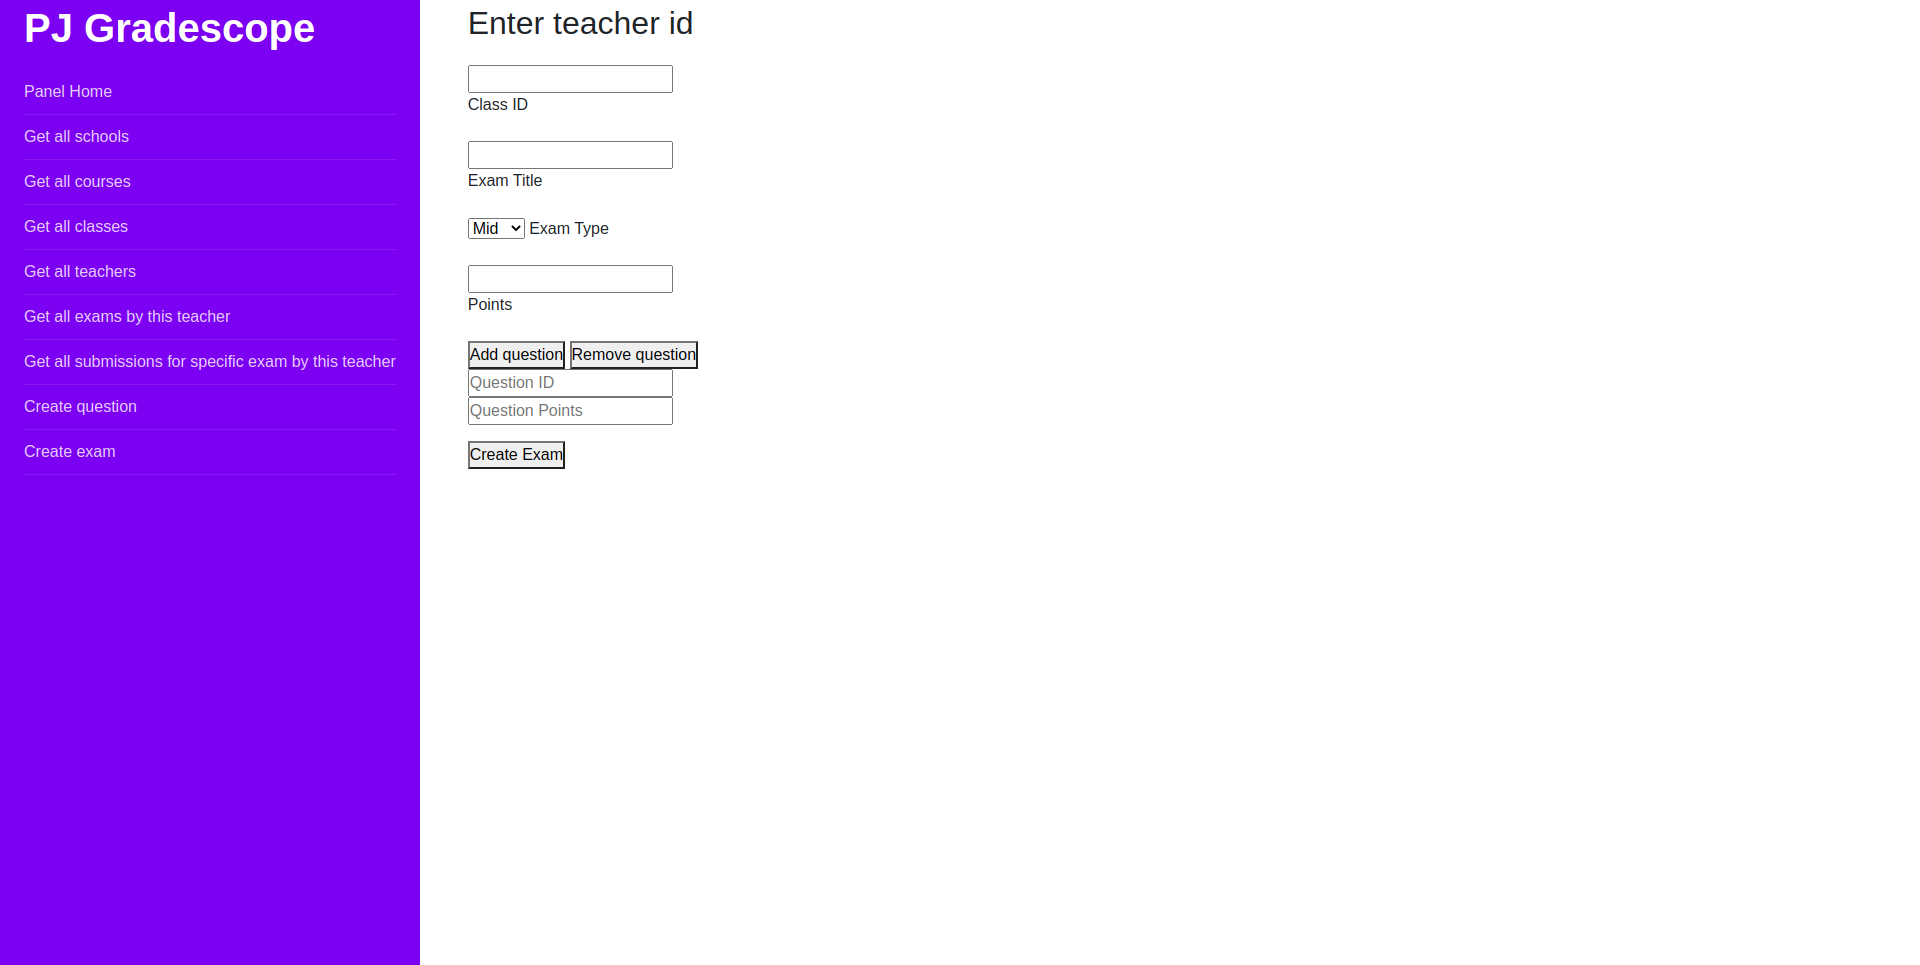 PJ Gradescope
Panel Home
Get all schools
Get all courses
Get all classes
Get all teachers
Get all exams by this teacher
Get all submissions for specific exam by this teacher
Create question
Create exam
Enter teacher id
Class ID
Exam Title
Mid Exam Type
Points
Add question Remove question
Question ID
Question Points
Create Exam